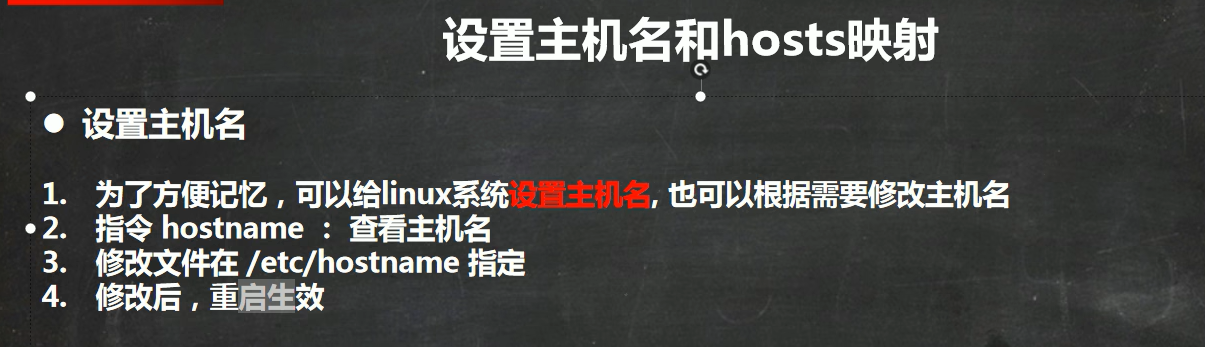 设置主机名和hosts映射
● 设置主机名
1. 为了方便记忆，可以给linux系统设置主机名, 也可以根据需要修改主机名
2. 指令 hostname ： 查看主机名
3. 修改文件在 /etc/hostname 指定
4. 修改后，重启生效